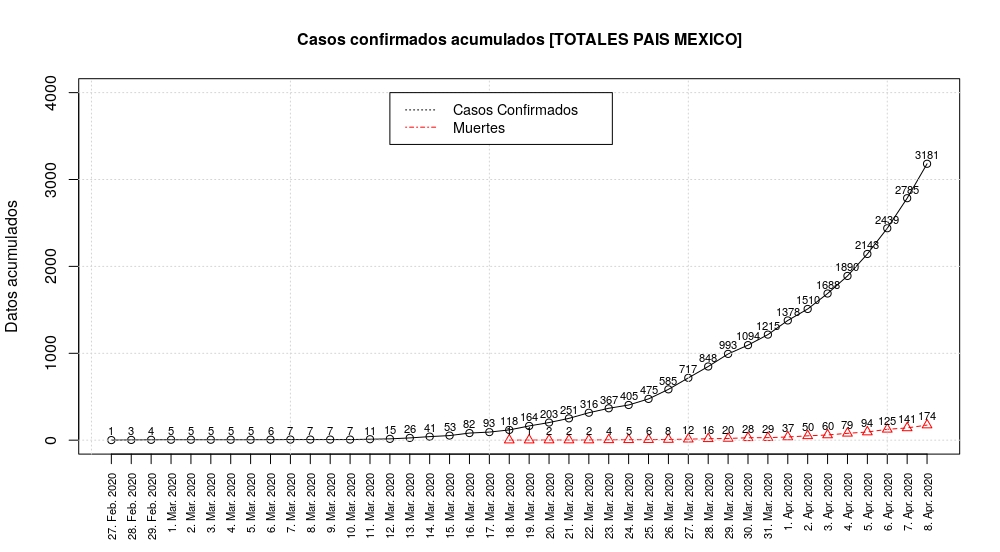 Casos confirmados acumulados [TOTALES PAIS MEXICO]
Casos Confirmados
Muertes
Datos acumulados
4000
3000
2000
1000
0
1 3 4 5 5 5 5 5 6 7 7 7 7 11 15 26 41 53 82 93 118 164 203 251 316 367 405 475 585 717 848 993 1094 1215 1378 1510 1688 1890 2143 2439 2785 3181
0 1 2 2 2 4 5 6 8 12 16 20 28 29 37 50 60 79 94 125 141 174
27. Feb. 2020
28. Feb. 2020
29. Feb. 2020
1. Mar. 2020
2. Mar. 2020
3. Mar. 2020
4. Mar. 2020
5. Mar. 2020
6. Mar. 2020
7. Mar. 2020
8. Mar. 2020
9. Mar. 2020
10. Mar. 2020
11. Mar. 2020
12. Mar. 2020
13. Mar. 2020
14. Mar. 2020
15. Mar. 2020
16. Mar. 2020
17. Mar. 2020
18. Mar. 2020
19. Mar. 2020
20. Mar. 2020
21. Mar. 2020
22. Mar. 2020
23. Mar. 2020
24. Mar. 2020
25. Mar. 2020
26. Mar. 2020
27. Mar. 2020
28. Mar. 2020
29. Mar. 2020
30. Mar. 2020
31. Mar. 2020
1. Apr. 2020
2. Apr. 2020
3. Apr. 2020
4. Apr. 2020
5. Apr. 2020
6. Apr. 2020
7. Apr. 2020
8. Apr. 2020